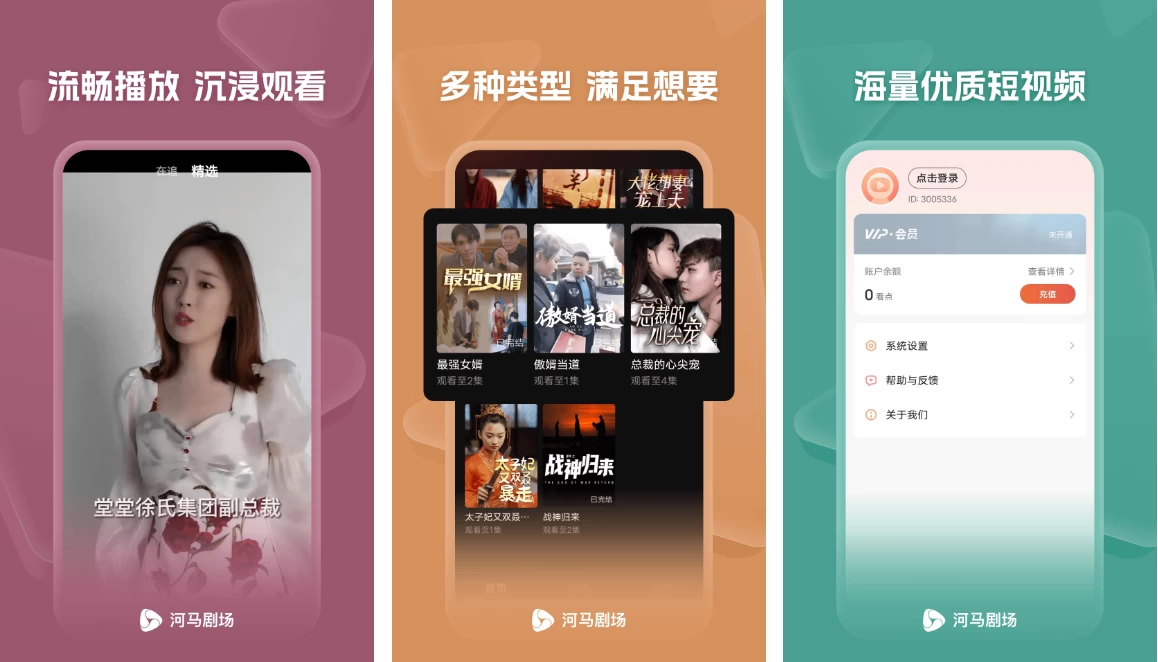 流畅播放 沉浸观看
在追 精选
堂堂徐氏集团副总裁
河马剧场
多种类型 满足想要
大佬甜妻
宠上天
最强女婿
已完结
傲婿当道
总裁的
心尖宠
最强女婿
傲婿当道
总裁的心尖宠
观看至2集
观看至1集
观看至4集
太子妃
又双叒
暴走
战神归来
THE GOD OF WAR RETURN
已完结
太子妃又双叒…
战神归来
观看至1集
观看至2集
河马剧场
海量优质短视频
点击登录
ID: 3005336
VIP·会员
未开通
账户余额
查看详情
0 看点
充值
系统设置
帮助与反馈
关于我们
河马剧场